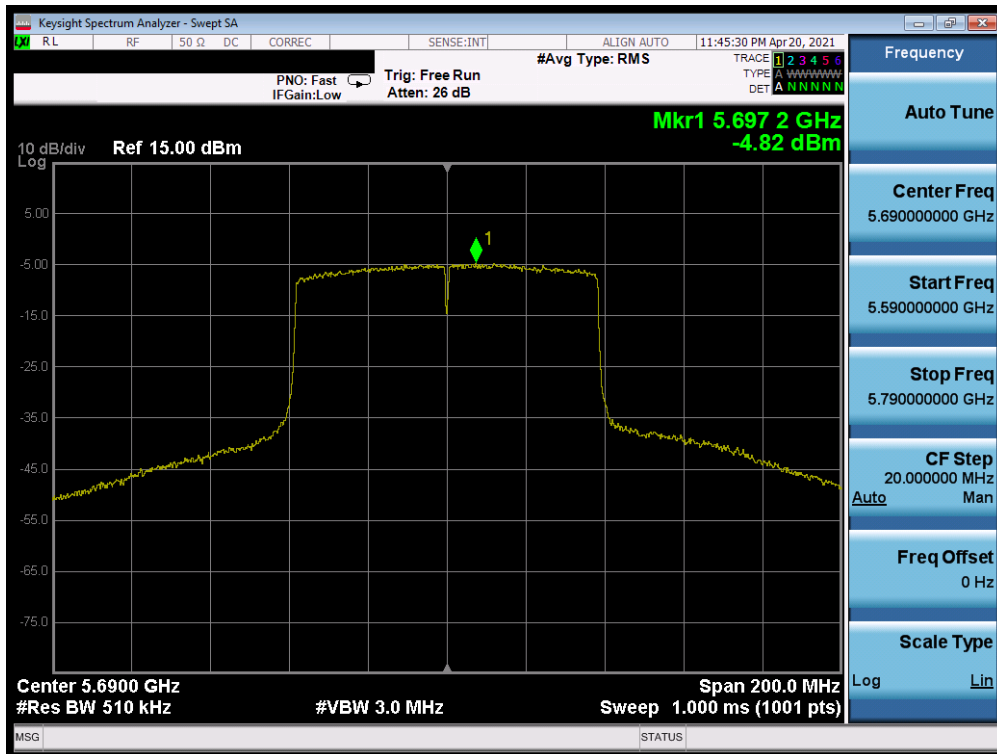 Keysight Spectrum Analyzer - Swept SA
LXI RL RF 50 Ω DC CORREC SENSE:INT ALIGN AUTO 11:45:30 PM Apr 20, 2021
#Avg Type: RMS
TRACE 1 2 3 4 5 6
TYPE A WWWWW
DET A N N N N N
PNO: Fast
IFGain:Low
Trig: Free Run
Atten: 26 dB
Mkr1 5.697 2 GHz
-4.82 dBm
10 dB/div Ref 15.00 dBm
Log
1
5.00
-5.00
-15.0
-25.0
-35.0
-45.0
-55.0
-65.0
-75.0
Center 5.6900 GHz Span 200.0 MHz
#Res BW 510 kHz #VBW 3.0 MHz Sweep 1.000 ms (1001 pts)
MSG STATUS
Frequency
Auto Tune
Center Freq
5.690000000 GHz
Start Freq
5.590000000 GHz
Stop Freq
5.790000000 GHz
CF Step
20.000000 MHz
Auto Man
Freq Offset
0 Hz
Scale Type
Log Lin